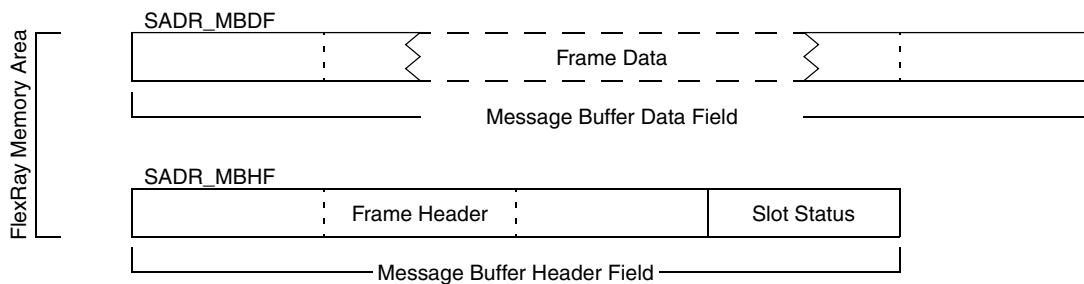 SADR_MBDF
Frame Data
Message Buffer Data Field
FlexRay Memory Area
SADR_MBHF
Frame Header
Slot Status
Message Buffer Header Field